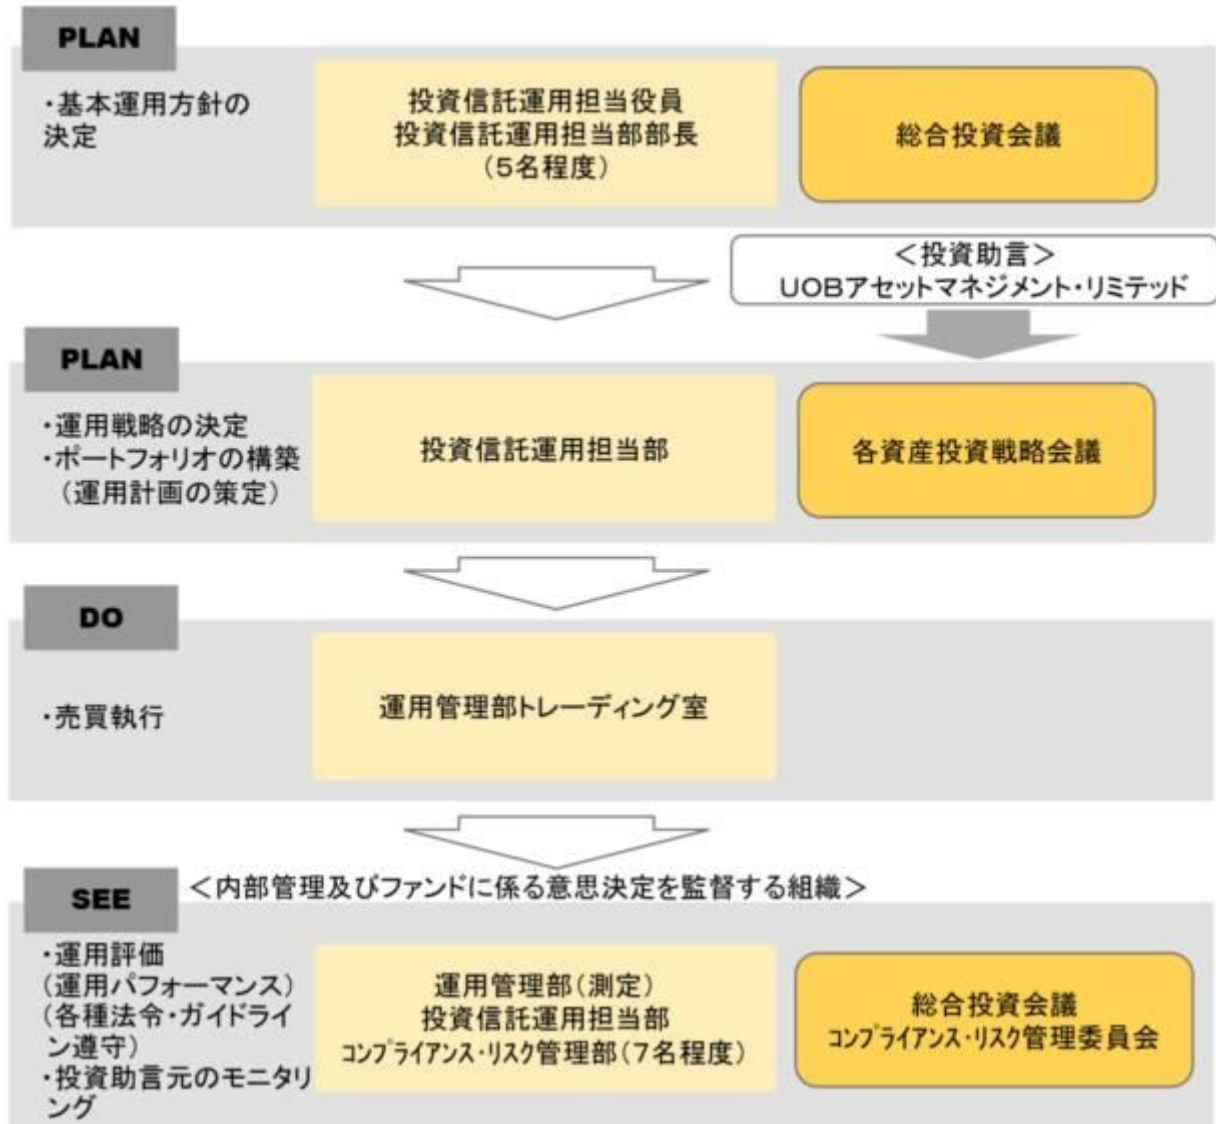 PLAN
・基本運用方針の
決定
投資信託運用担当役員
投資信託運用担当部部長
（５名程度）
総合投資会議
＜投資助言＞
ＵＯＢアセットマネジメント・リミテッド
PLAN
・運用戦略の決定
・ポートフォリオの構築
（運用計画の策定）
投資信託運用担当部
各資産投資戦略会議
DO
・売買執行
運用管理部トレーディング室
SEE
＜内部管理及びファンドに係る意思決定を監督する組織＞
・運用評価
（運用パフォーマンス）
（各種法令・ガイドライ
ン遵守）
・投資助言元のモニタリ
ング
運用管理部（測定）
投資信託運用担当部
ｺﾝﾌﾟﾗｲｱﾝｽ・ﾘｽｸ管理部（７名程度）
総合投資会議
ｺﾝﾌﾟﾗｲｱﾝｽ・ﾘｽｸ管理委員会